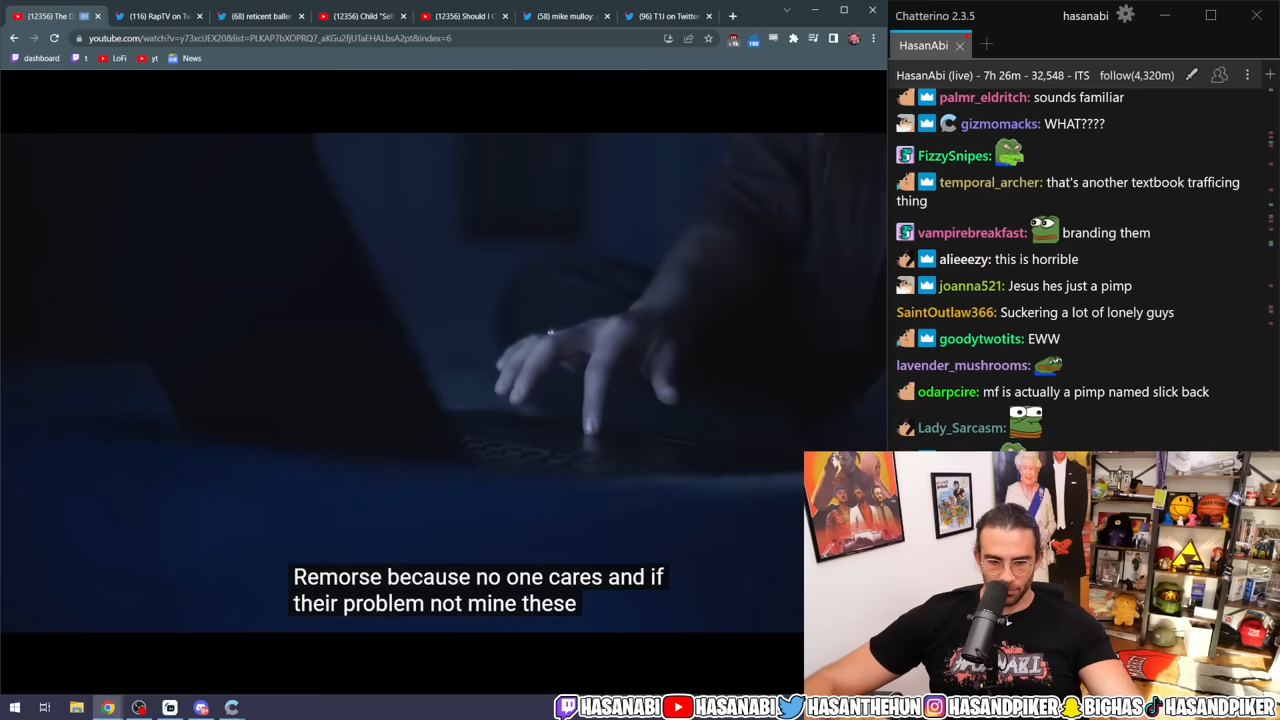 (12356) The D
(116) RapTV on Tw
(68) reticent baller
(12356) Child "Sel
(12356) Should I C
(58) mike mulloy:
(96) T1J on Twitter
youtube.com/watch?v=y73xciJEX20&dist=PLKAP7bXOPRQ7_aKGu2fjUTaEHALbsA2pt&index=6
dashboard
t
LoFi
yt
News
Remorse because no one cares and if
their problem not mine these
Chatterino 2.3.5
hasanabi
HasanAbi
HasanAbi (live) - 7h 26m - 32,548 - ITS
follow(4,320m)
palmr_eldritch: sounds familiar
gizmomacks: WHAT????
FizzySnipes:
temporal_archer: that's another textbook trafficing
thing
vampirebreakfast: branding them
alieeezy: this is horrible
joanna521: Jesus hes just a pimp
SaintOutlaw366: Suckering a lot of lonely guys
goodytwotits: EWW
lavender_mushrooms:
odarpcire: mf is actually a pimp named slick back
Lady_Sarcasm:
HASANABI HASANABI HASANTHEHUN HASANDPIKER BIGHAS HASANDPIKER